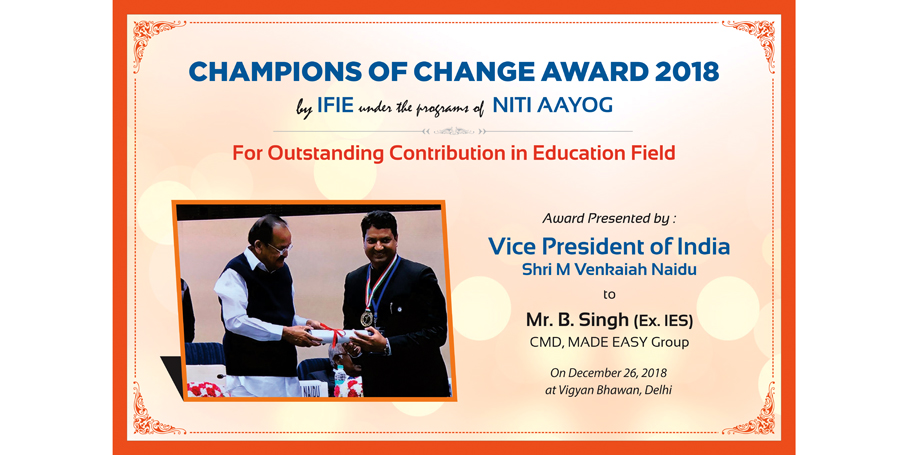 CHAMPIONS OF CHANGE AWARD 2018
by IFIE under the programs of NITI AAYOG
For Outstanding Contribution in Education Field
Award Presented by :
Vice President of India
Shri M Venkaiah Naidu
to
Mr. B. Singh (Ex. IES)
CMD, MADE EASY Group
On December 26, 2018
at Vigyan Bhawan, Delhi
NAIDU